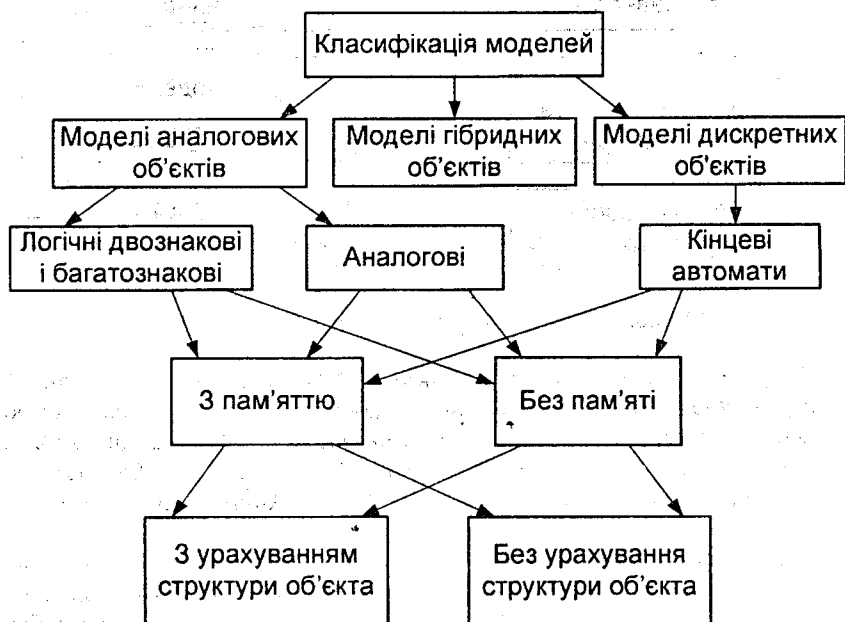 Класифікація моделей
Моделі аналогових
об’єктів
Моделі гібридних
об’єктів
Моделі дискретних
об'єктів
Логічні двознакові
і багатознакові
Аналогові
Кінцеві
автомати
З пам’яттю
Без пам’яті
З урахуванням
структури об’єкта
Без урахування
структури об’єкта